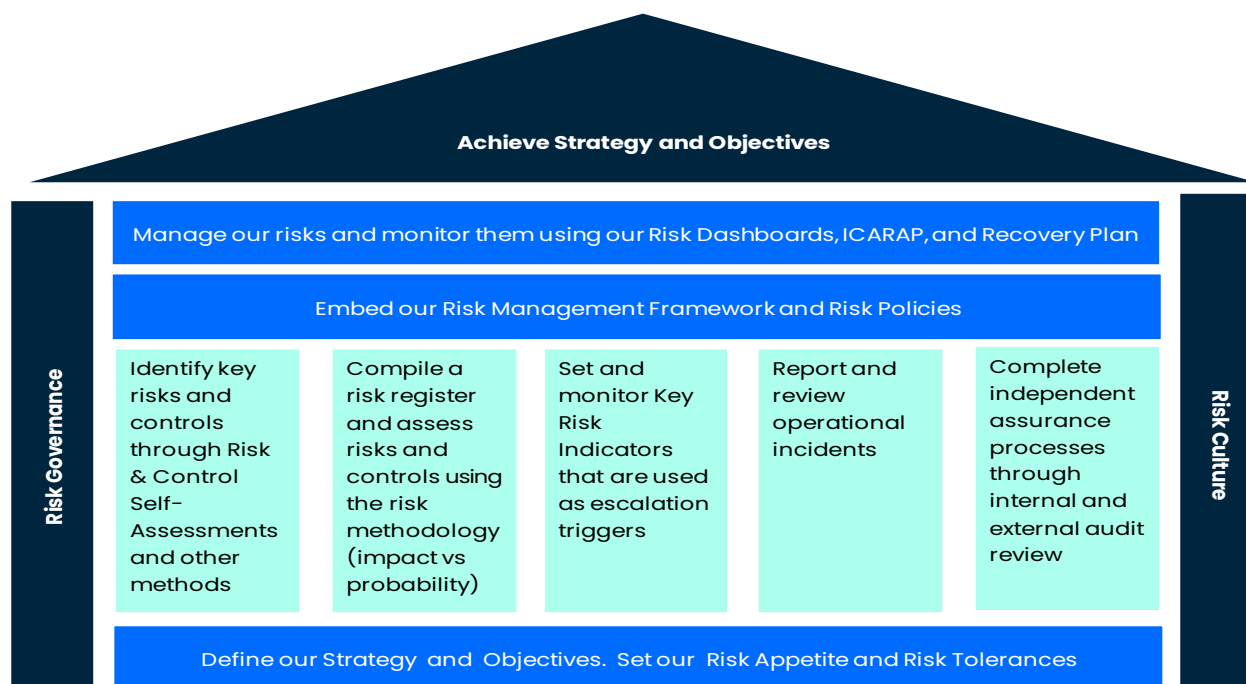 Achieve Strategy and Objectives
Manage our risks and monitor them using our Risk Dashboards, ICARAP, and Recovery Plan
Embed our Risk Management Framework and Risk Policies
Risk Governance
Identify key
risks and
controls
through Risk
& Control
Self-
Assessments
and other
methods
Compile a
risk register
and assess
risks and
controls using
the risk
methodology
(impact vs
probability)
Set and
monitor Key
Risk
Indicators
that are used
as escalation
triggers
Report and
review
operational
incidents
Complete
independent
assurance
processes
through
internal and
external audit
review
Risk Culture
Define our Strategy and Objectives. Set our Risk Appetite and Risk Tolerances